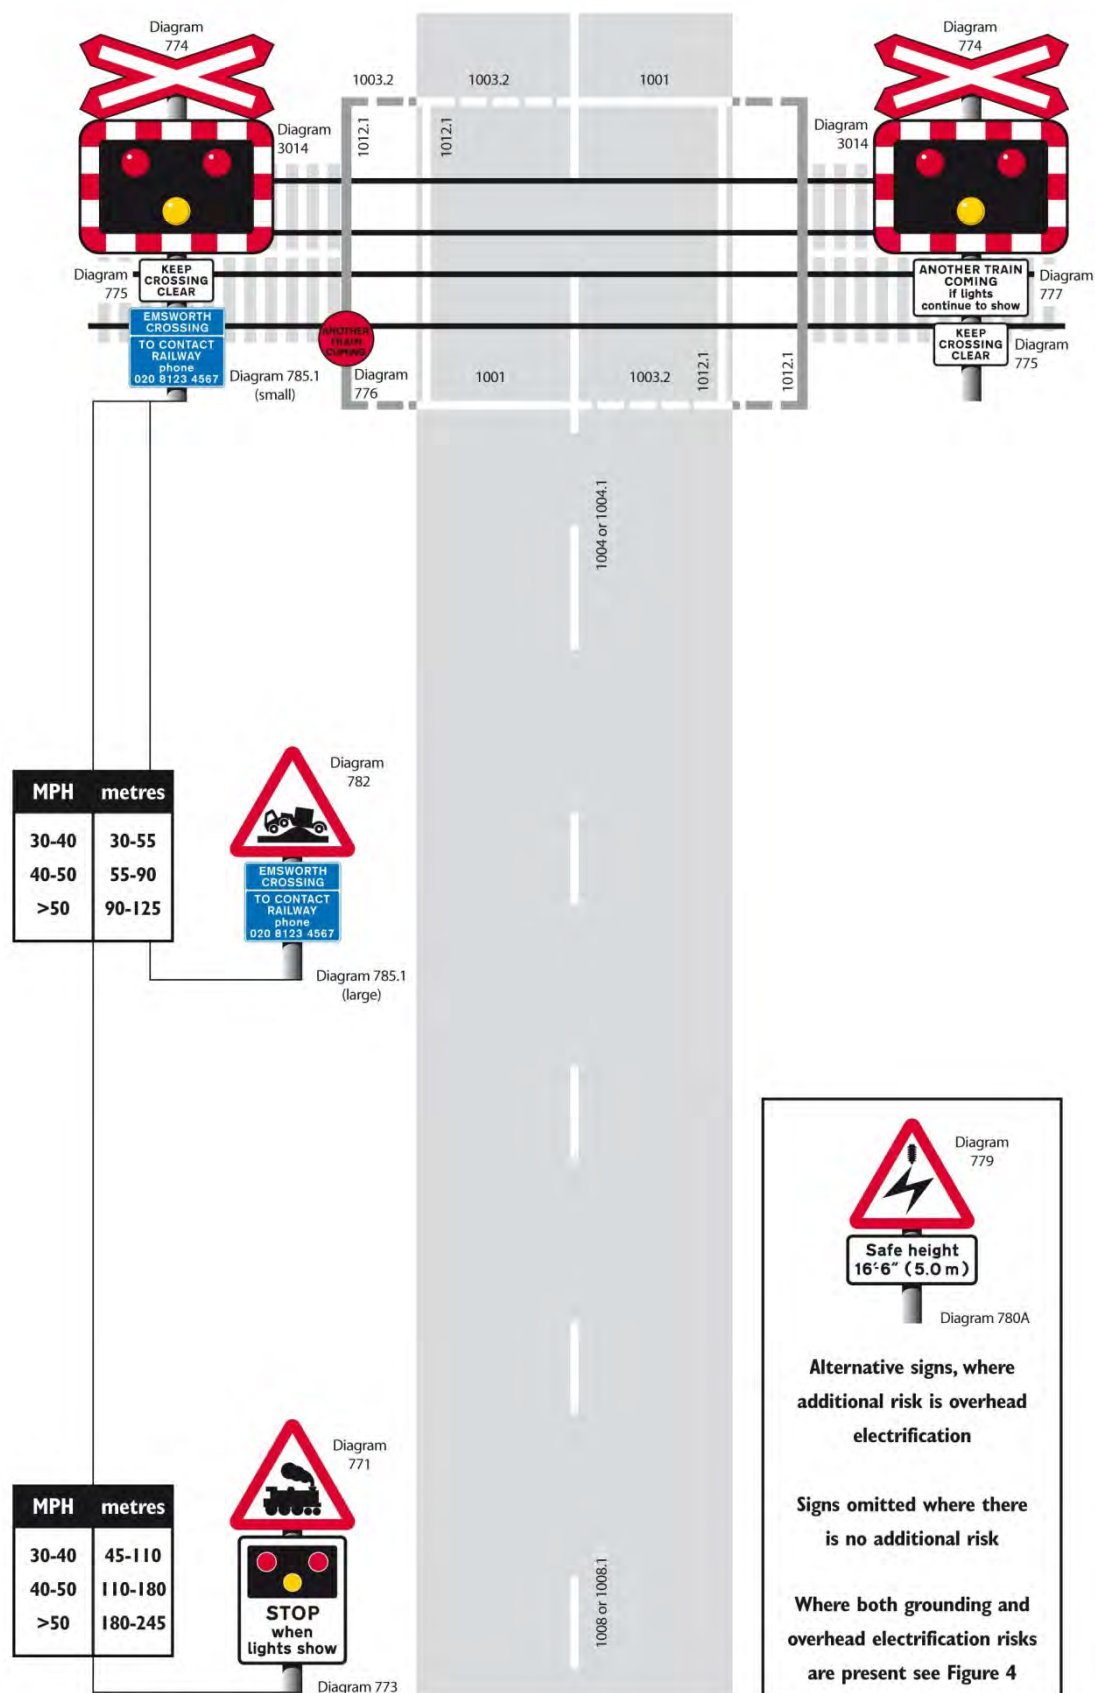 Diagram
774
Diagram
774
1003.2
1003.2
1001
Diagram
3014
1012.1
1012.1
Diagram
3014
KEEP
CROSSING
CLEAR
Diagram
775
ANOTHER TRAIN
COMING
if lights
continue to show
Diagram
777
EMSWORTH
CROSSING
TO CONTACT
RAILWAY
phone
020 8123 4567
ANOTHER
TRAIN
COMING
KEEP
CROSSING
CLEAR
Diagram
775
Diagram 785.1
(small)
Diagram
776
1001
1003.2
1012.1
1012.1
1004 or 1004.1
MPH metres
30-40 30-55
40-50 55-90
>50 90-125
Diagram
782
EMSWORTH
CROSSING
TO CONTACT
RAILWAY
phone
020 8123 4567
Diagram 785.1
(large)
Diagram
779
Safe height
16'-6" (5.0 m)
Diagram 780A
Alternative signs, where
additional risk is overhead
electrification
Signs omitted where there
is no additional risk
Where both grounding and
overhead electrification risks
are present see Figure 4
MPH metres
30-40 45-110
40-50 110-180
>50 180-245
Diagram
771
STOP
when
lights show
Diagram 773
1008 or 1008.1